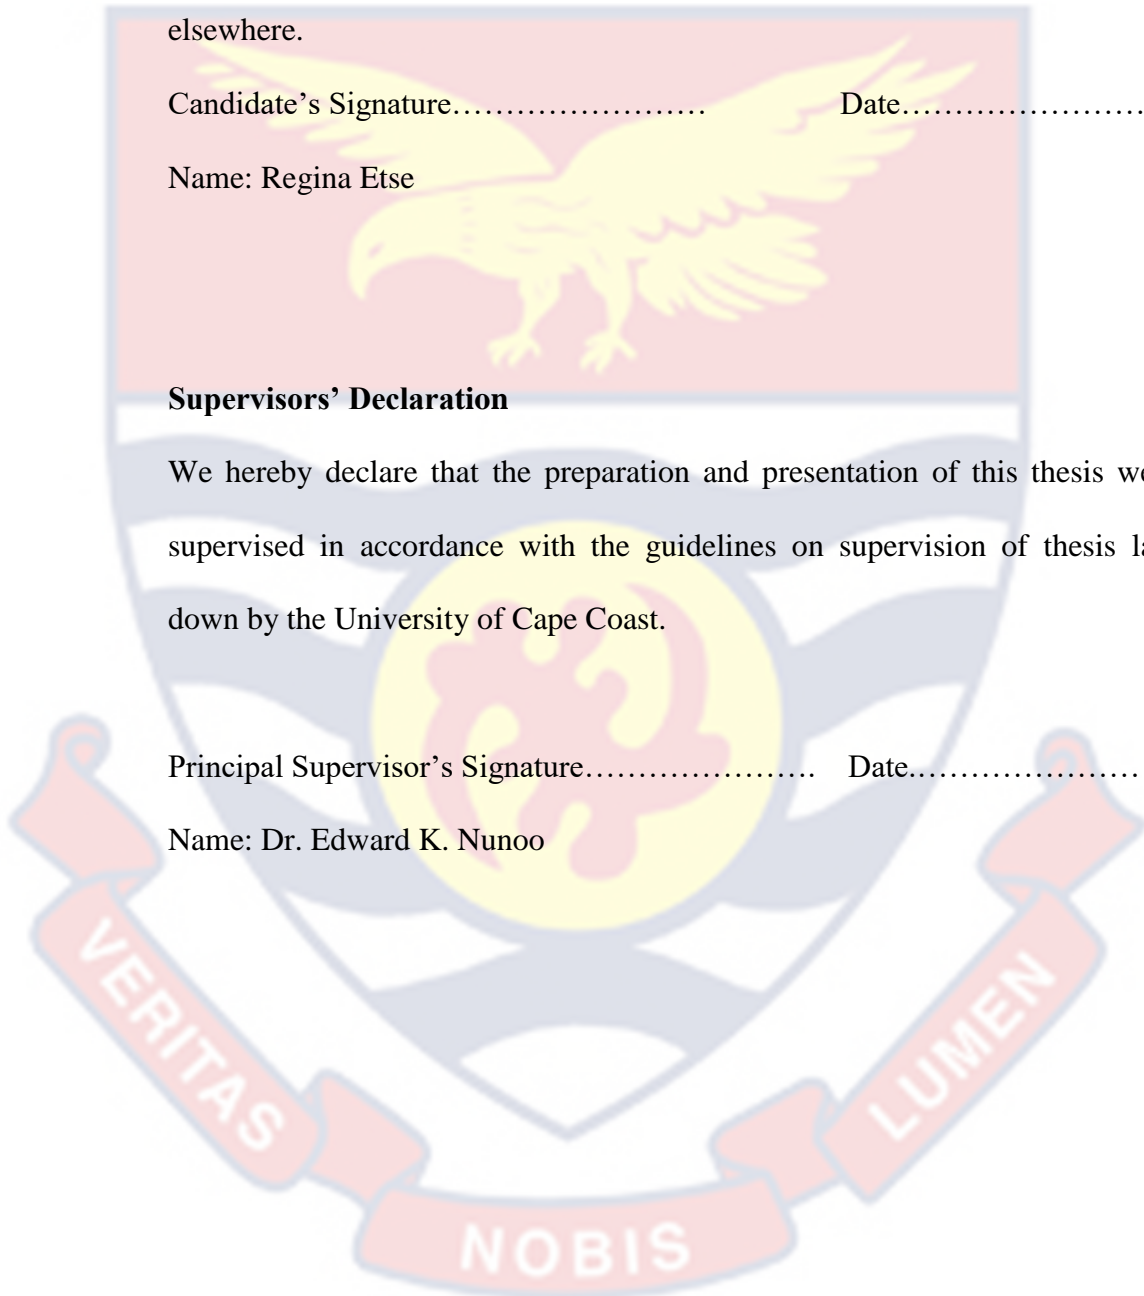 elsewhere.
Candidate’s Signature…………………… Date……………………
Name: Regina Etse
Supervisors’ Declaration
We hereby declare that the preparation and presentation of this thesis
supervised in accordance with the guidelines on supervision of thesis
down by the University of Cape Coast.
Principal Supervisor’s Signature…………………. Date.…………………
Name: Dr. Edward K. Nunoo
VERITAS
NOBIS
LUMEN